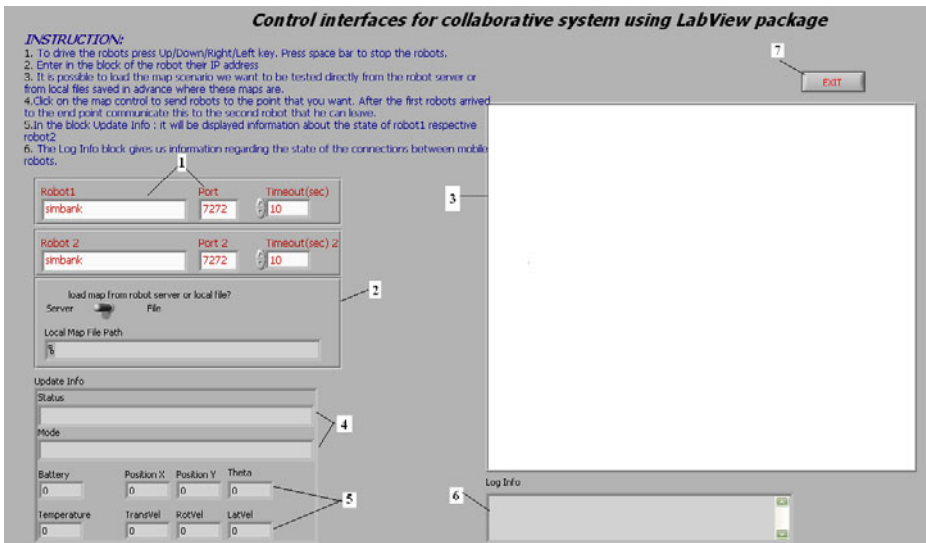 Control interfaces for collaborative system using LabView package
INSTRUCTION:
1. To drive the robots press Up/Down/Right/Left key. Press space bar to stop the robots.
2. Enter in the block of the robot their IP address
3. It is possible to load the map scenario we want to be tested directly from the robot server or
from local files saved in advance where these maps are.
4.Click on the map control to send robots to the point that you want. After the first robots arrived
to the end point communicate this to the second robot that he can leave.
5.In the block Update Info : it will be displayed information about the state of robot1 respective
robot2
6. The Log Info block gives us information regarding the state of the connections between mobile
robots.
7
EXIT
1
Robot1 Port Timeout(sec)
simbank 7272 10
3
Robot 2 Port 2 Timeout(sec) 2
simbank 7272 10
2
load map from robot server or local file?
Server File
Local Map File Path
Update Info
Status
4
Mode
Battery Position X Position Y Theta
0 0 0 0
5
Temperature TransVel RotVel LatVel
0 0 0 0
Log Info
6